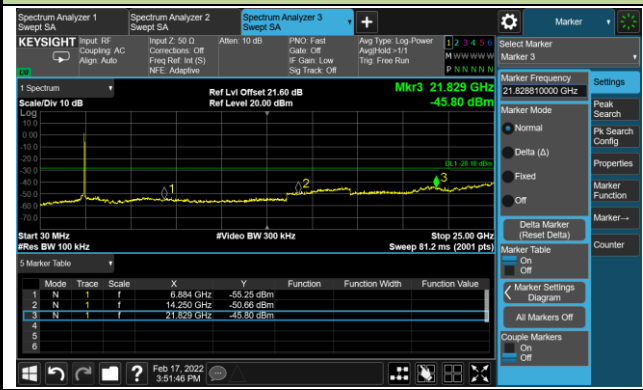 Spectrum Analyzer 1
Swept SA
Spectrum Analyzer 2
Swept SA
Spectrum Analyzer 3
Swept SA
Marker
KEYSIGHT
Input: RF
Coupling: AC
Align: Auto
Input Z: 50 Ω
Corrections: Off
Freq Ref: Int (S)
NFE: Adaptive
Atten: 10 dB
PNO: Fast
Gate: Off
IF Gain: Low
Sig Track: Off
Avg Type: Log-Power
Avg|Hold:>1/1
Trig: Free Run
1 2 3 4 5 6
M W W W W W
P N N N N N
Select Marker
Marker 3
1 Spectrum
Scale/Div 10 dB
Log
Ref Lvl Offset 21.60 dB
Ref Level 20.00 dBm
Mkr3 21.829 GHz
-45.80 dBm
10.0
0.00
-10.0
-20.0
-30.0
-40.0
-50.0
-60.0
-70.0
DL1 -28.18 dBm
1
2
3
Start 30 MHz
#Res BW 100 kHz
#Video BW 300 kHz
Stop 25.00 GHz
Sweep 81.2 ms (2001 pts)
5 Marker Table
Mode Trace Scale X Y Function Function Width Function Value
1 N 1 f 6.884 GHz -55.25 dBm
2 N 1 f 14.250 GHz -50.66 dBm
3 N 1 f 21.829 GHz -45.80 dBm
4
5
6
Marker Frequency
21.828810000 GHz
Marker Mode
Normal
Delta (Δ)
Fixed
Off
Delta Marker
(Reset Delta)
Marker Table
On
Off
Marker Settings
Diagram
All Markers Off
Couple Markers
On
Off
Settings
Peak
Search
Pk Search
Config
Properties
Marker
Function
Marker→
Counter
Feb 17, 2022
3:51:46 PM